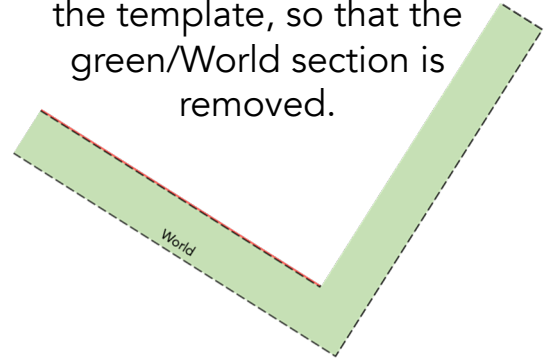 the template, so that the
green/World section is
removed.
World